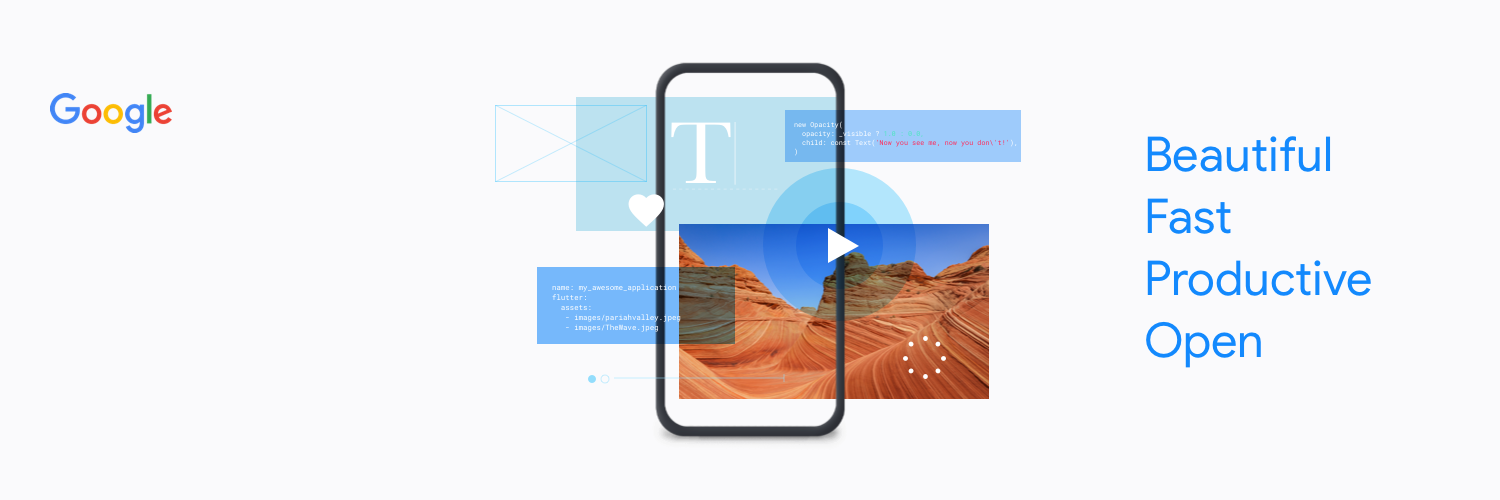 Google
T
new Opacity(
opacity: _visible ?
child: const Text('Now you see me, now you don\'t!'),
)
name: my_awesome_application
flutter:
assets:
- images/pariahvalley.jpeg
- images/TheWave.jpeg
Beautiful
Fast
Productive
Open